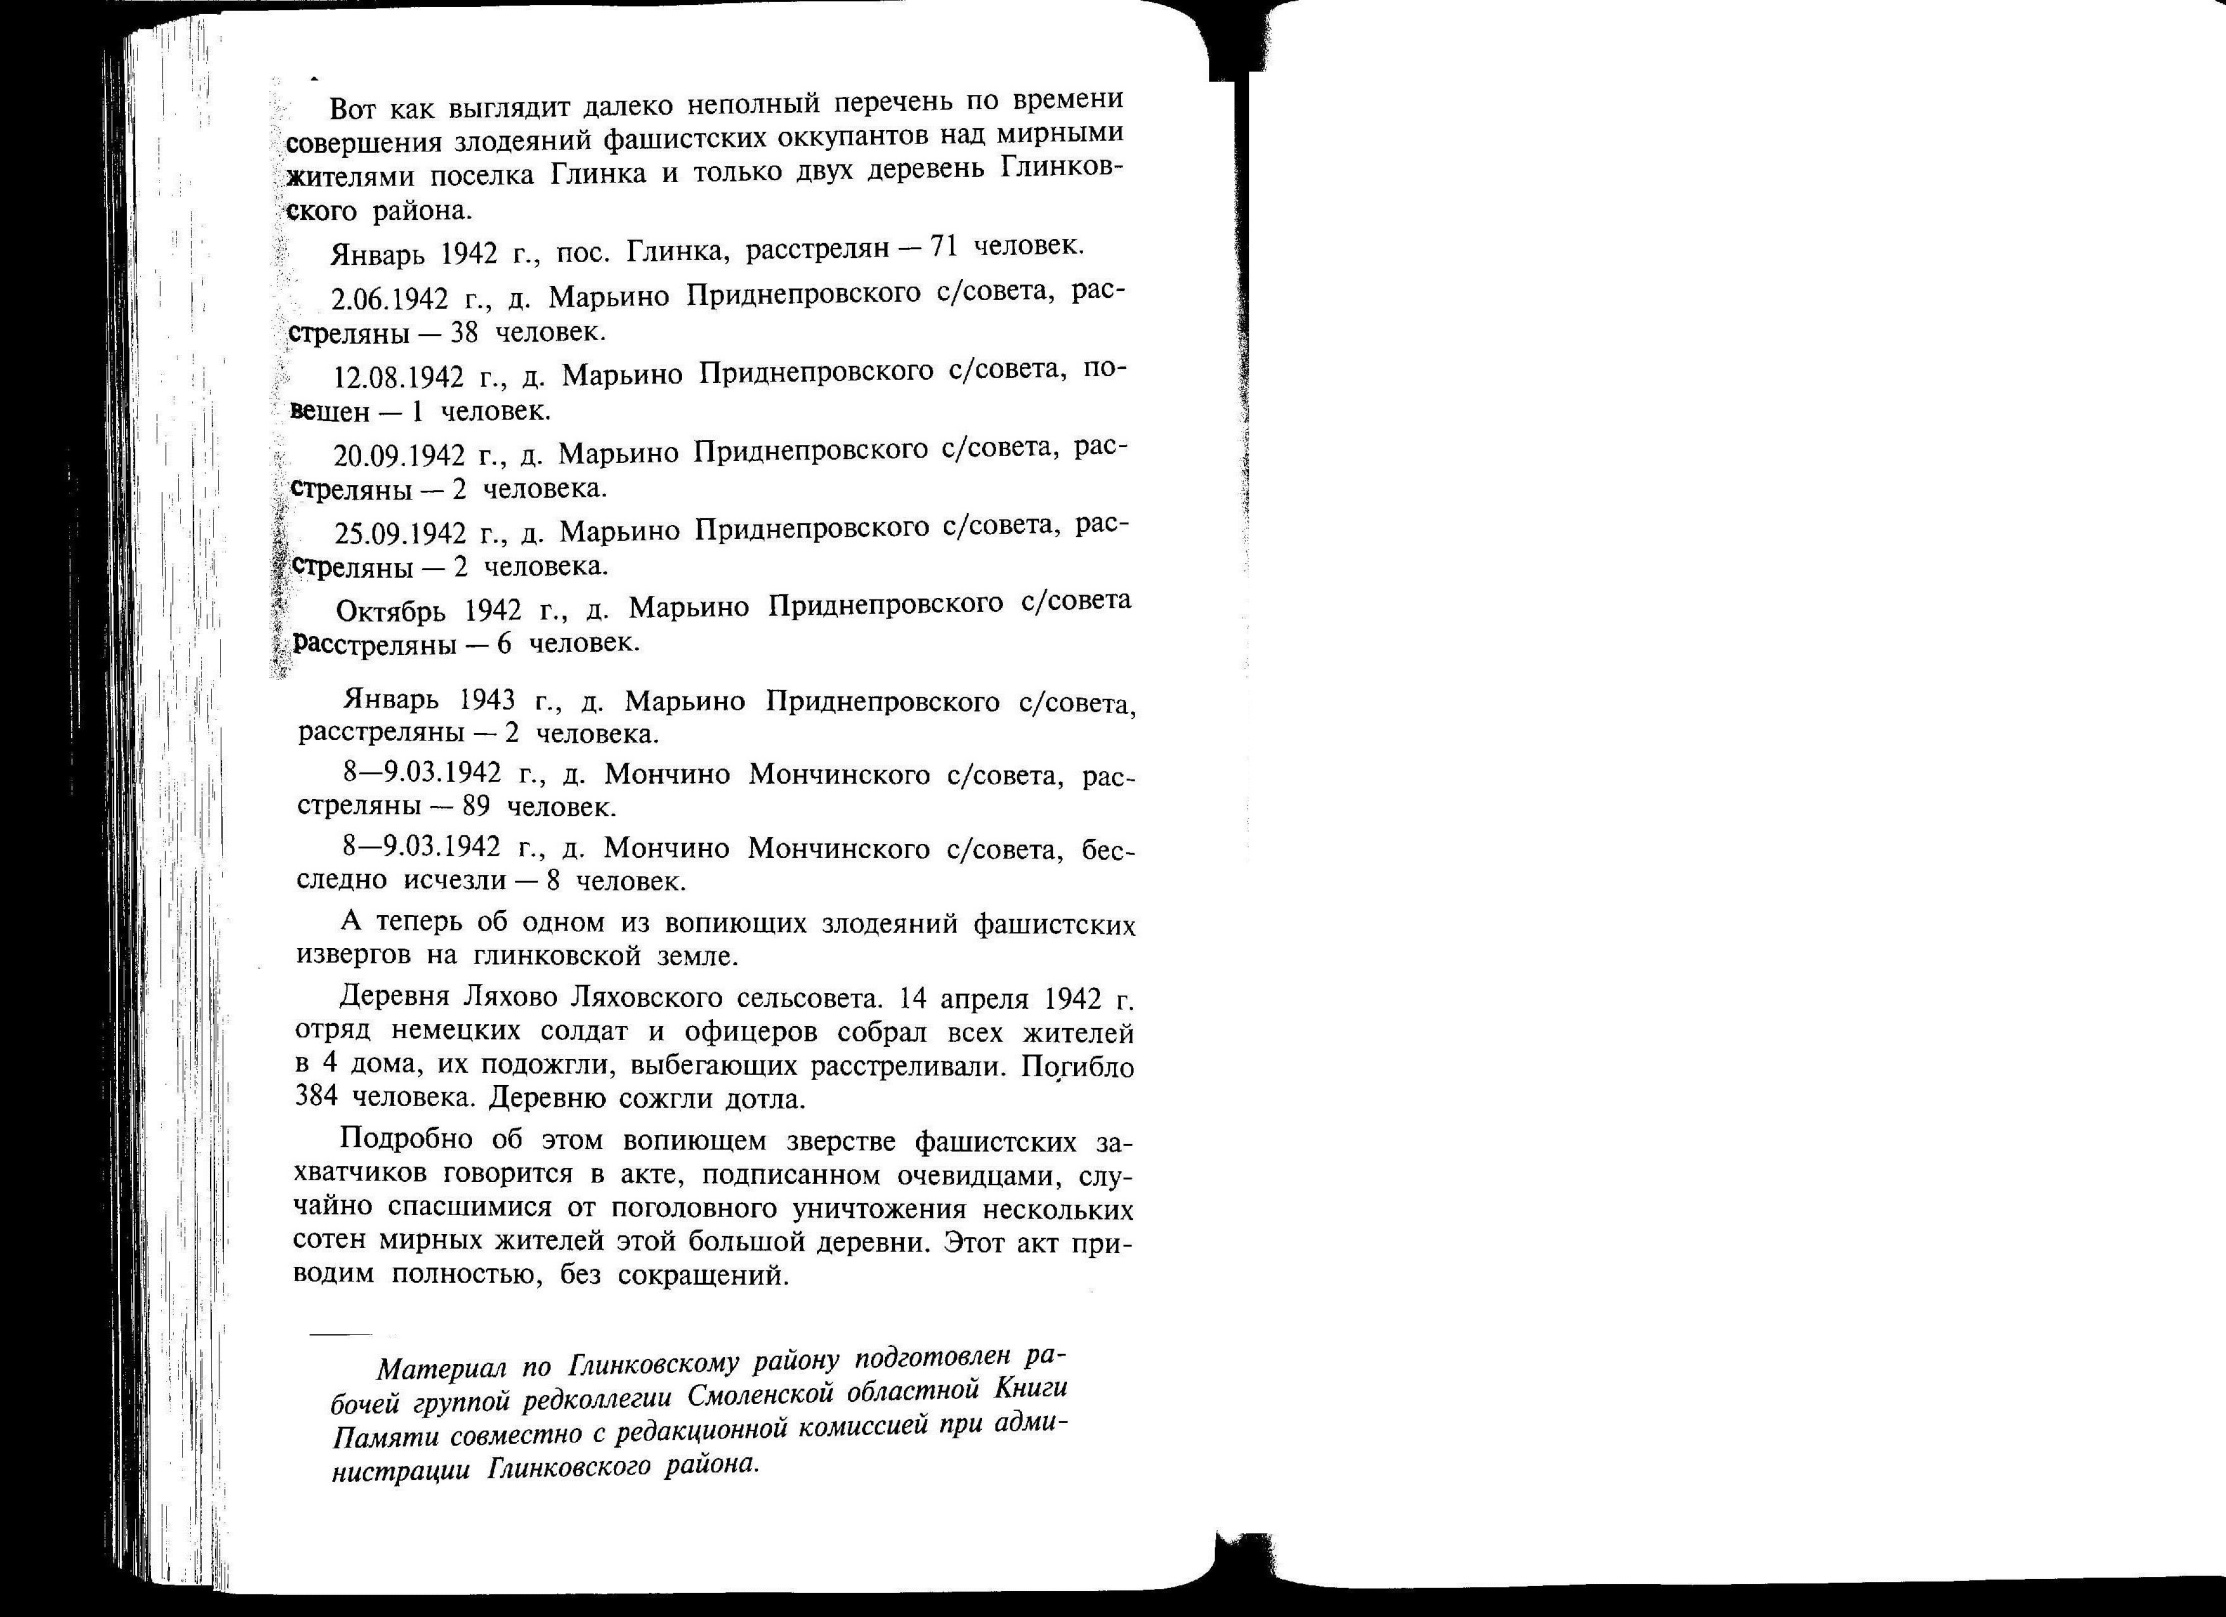 Вот как выглядит далеко неполный перечень по времени
совершения злодеяний фашистских оккупантов над мирными
жителями поселка Глинка и только двух деревень Глинков-
ского района.
Январь 1942 г., пос. Глинка, расстрелян — 71 человек.
2.06.1942 г., д. Марьино Приднепровского с/совета, рас-
стреляны — 38 человек.
12.08.1942 г., д. Марьино Приднепровского с/совета, по-
вешен — 1 человек.
20.09.1942 г., д. Марьино Приднепровского с/совета, рас-
стреляны — 2 человека.
25.09.1942 г., д. Марьино Приднепровского с/совета, рас-
стреляны — 2 человека.
Октябрь 1942 г., д. Марьино Приднепровского с/совета
расстреляны — 6 человек.
Январь 1943 г., д. Марьино Приднепровского с/совета,
расстреляны — 2 человека.
8—9.03.1942 г., д. Мончино Мончинского с/совета, рас-
стреляны — 89 человек.
8—9.03.1942 г., д. Мончино Мончинского с/совета, бес-
следно исчезли — 8 человек.
А теперь об одном из вопиющих злодеяний фашистских
извергов на глинковской земле.
Деревня Ляхово Ляховского сельсовета. 14 апреля 1942 г.
отряд немецких солдат и офицеров собрал всех жителей
в 4 дома, их подожгли, выбегающих расстреливали. Погибло
384 человека. Деревню сожгли дотла.
Подробно об этом вопиющем зверстве фашистских за-
хватчиков говорится в акте, подписанном очевидцами, слу-
чайно спасшимися от поголовного уничтожения нескольких
сотен мирных жителей этой большой деревни. Этот акт при-
водим полностью, без сокращений.
Материал по Глинковскому району подготовлен ра-
бочей группой редколлегии Смоленской областной Книги
Памяти совместно с редакционной комиссией при адми-
нистрации Глинковского района.